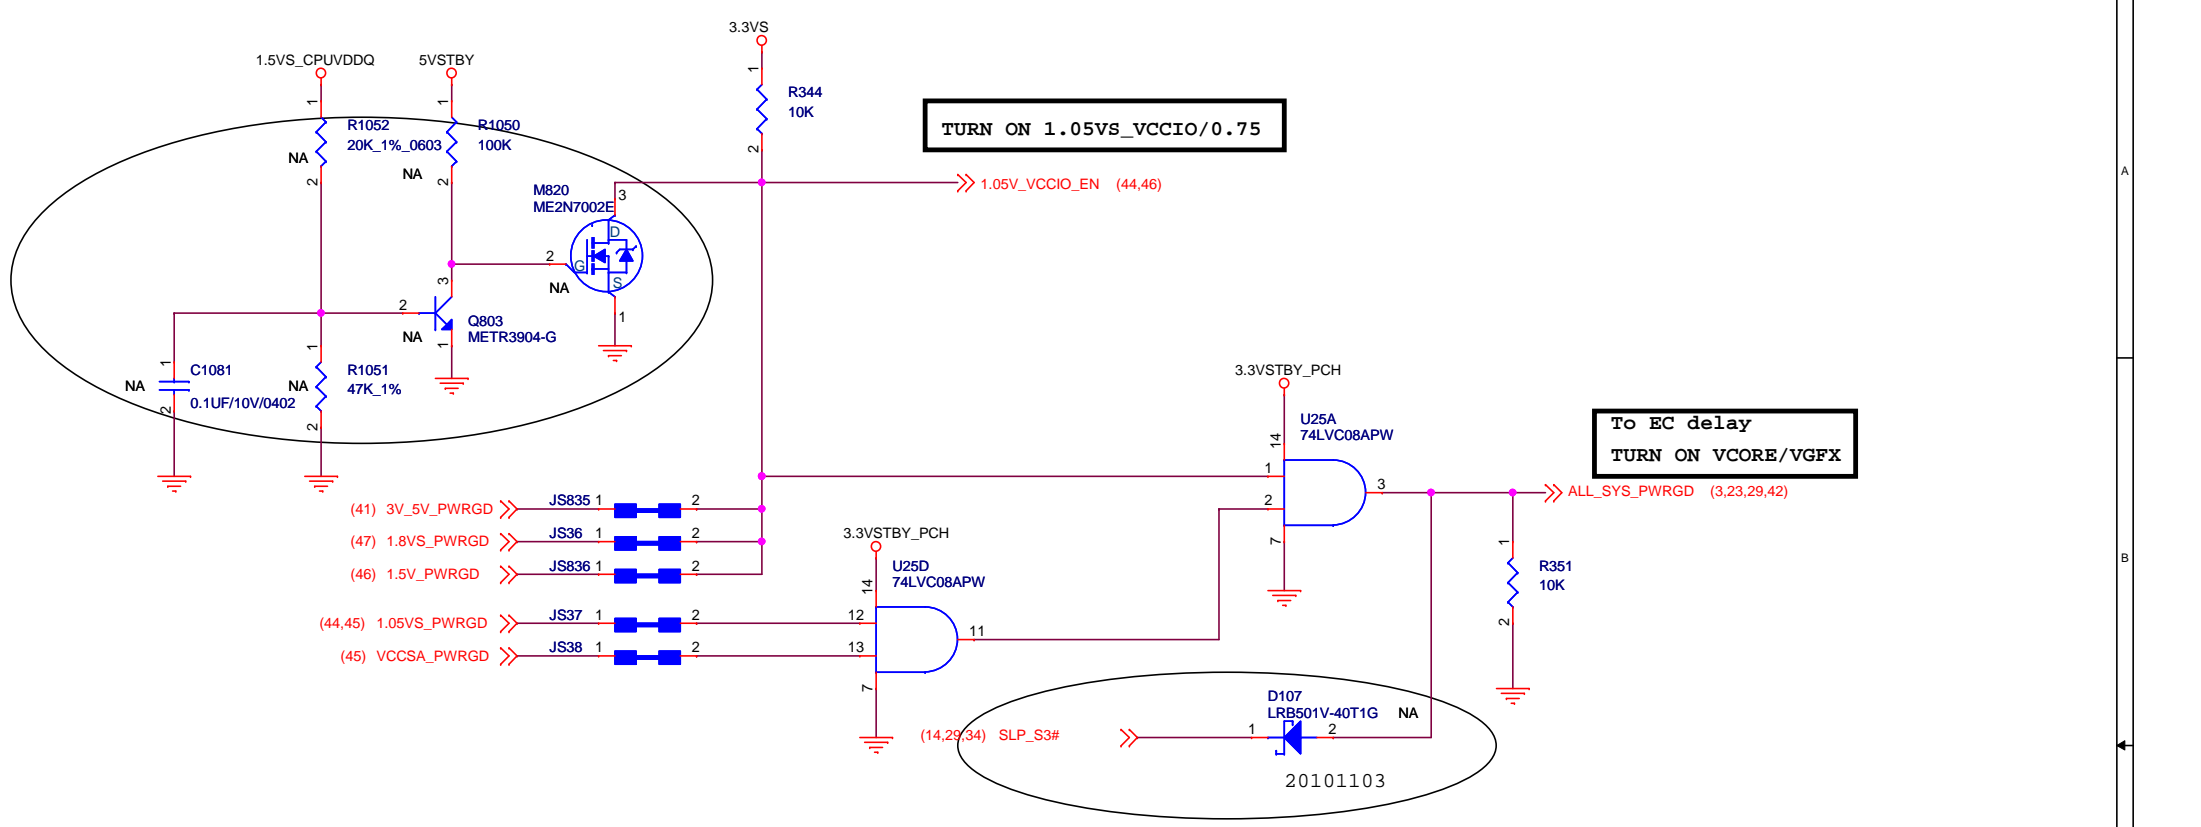 3.3VS
1.5VS_CPUVDDQ
5VSTBY
1
1
1
R344
10K
2
TURN ON 1.05VS_VCCIO/0.75
R1052
20K_1%_0603
NA
2
R1050
100K
NA
2
M820
ME2N7002E
3
D
G
S
2
NA
1
1.05V_VCCIO_EN (44,46)
A
3
2
NA
Q803
METR3904-G
1
1
C1081
NA
0.1UF/10V/0402
2
1
R1051
NA
47K_1%
2
3.3VSTBY_PCH
U25A
74LVC08APW
14
1
2
3
7
To EC delay
TURN ON VCORE/VGFX
ALL_SYS_PWRGD (3,23,29,42)
(41) 3V_5V_PWRGD JS835 1 2
(47) 1.8VS_PWRGD JS36 1 2
(46) 1.5V_PWRGD JS836 1 2
3.3VSTBY_PCH
U25D
74LVC08APW
14
1
R351
10K
2
B
(44,45) 1.05VS_PWRGD JS37 1 2 12
11
(45) VCCSA_PWRGD JS38 1 2 13
7
D107
LRB501V-40T1G NA
(14,29,34) SLP_S3# 1 2
20101103